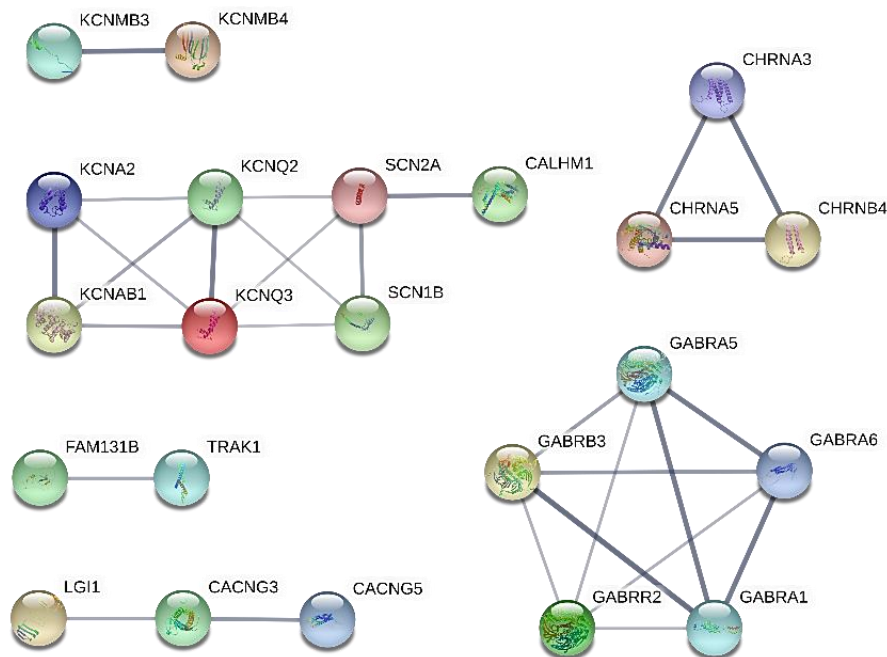 KCNMB3
KCNMB4
CHRNA3
KCNA2
KCNQ2
SCN2A
CALHM1
CHRNA5
CHRNB4
KCNAB1
KCNQ3
SCN1B
GABRA5
FAM131B
TRAK1
GABRB3
GABRA6
LGI1
CACNG3
CACNG5
GABRR2
GABRA1